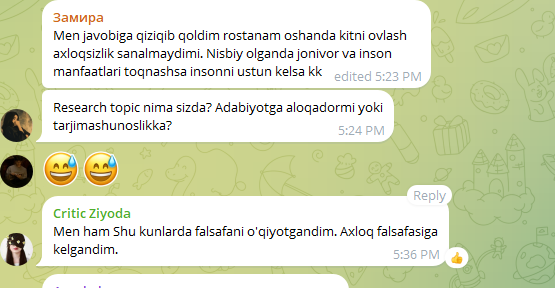 Замира
Men javobiga qiziqib qoldim rostanam oshanda kitni ovlash
axloqsizlik sanalmaydimi. Nisbiy olganda jonivor va inson
manfaatlari toqnashsa insonni ustun kelsa kk
edited 5:23 PM
Research topic nima sizda? Adabiyotga aloqadormi yoki
tarjimashunoslikka?
5:24 PM
Reply
Critic Ziyoda
Men ham Shu kunlarda falsafani o'qiyotgandim. Axloq falsafasiga
kelgandim.
5:36 PM